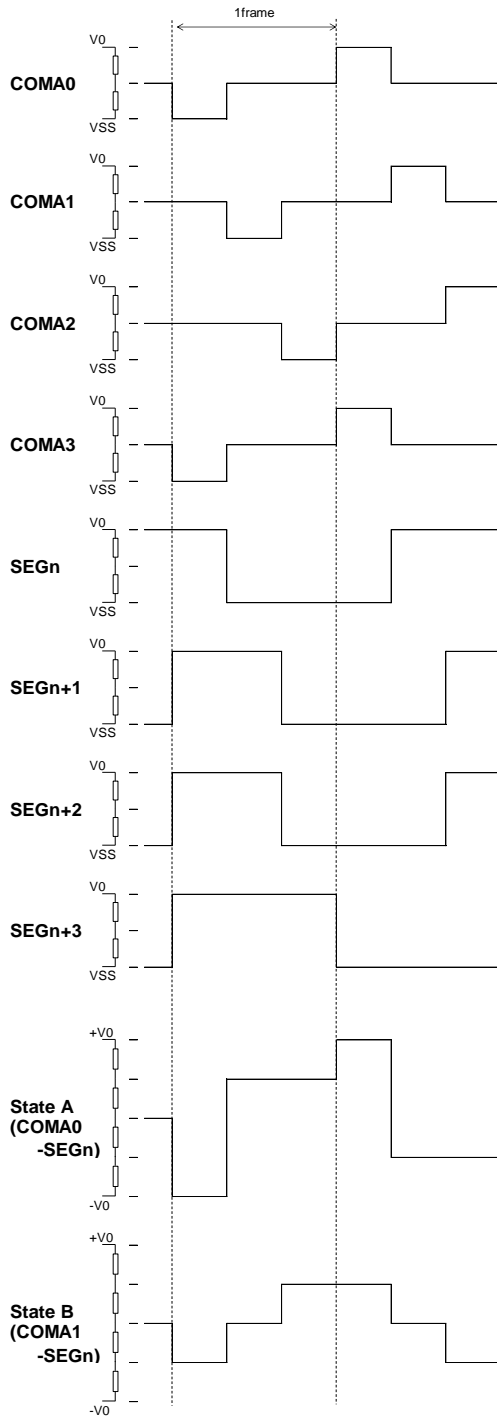 1frame
V0
COMA0
VSS
V0
COMA1
VSS
V0
COMA2
VSS
V0
COMA3
VSS
V0
SEGn
VSS
V0
SEGn+1
VSS
V0
SEGn+2
VSS
V0
SEGn+3
VSS
+V0
State A
(COMA0
-SEGn)
-V0
+V0
State B
(COMA1
-SEGn)
-V0